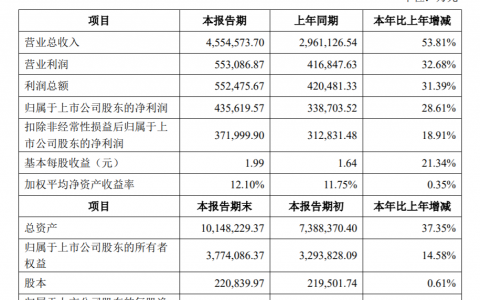 项目 本报告期 上年同期 本年比上年增减
营业总收入 4,554,573.70 2,961,126.54 53.81%
营业利润 553,086.87 416,847.63 32.68%
利润总额 552,475.67 420,481.33 31.39%
归属于上市公司股东的净利润 435,619.57 338,703.52 28.61%
扣除非经常性损益后归属于上
市公司股东的净利润 371,999.90 312,831.48 18.91%
基本每股收益（元） 1.99 1.64 21.34%
加权平均净资产收益率 12.10% 11.75% 0.35%
项目 本报告期末 本报告期初 本年比上年增减
总资产 10,148,229.37 7,388,370.40 37.35%
归属于上市公司股东的所有者
权益 3,774,086.37 3,293,828.09 14.58%
股本 220,839.97 219,501.74 0.61%